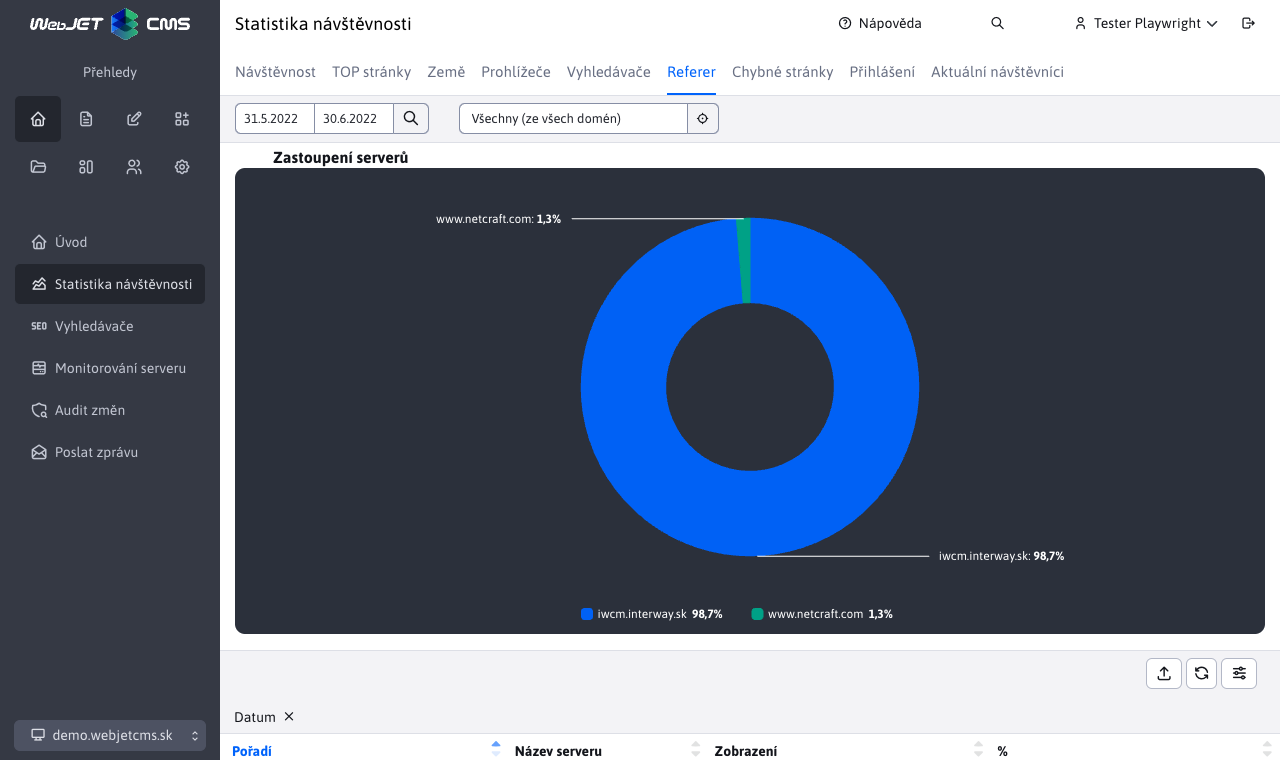 WebJET CMS
Statistika návštěvnosti
Nápověda
Tester Playwright
Přehledy
Návštěvnost TOP stránky Země Prohlížeče Vyhledávače Referer Chybné stránky Přihlášení Aktuální návštěvníci
31.5.2022 30.6.2022 Všechny (ze všech domén)
Úvod
Statistika návštěvnosti
SEO Vyhledávače
Monitorování serveru
Audit změn
Poslat zprávu
demo.webjetcms.sk
Zastoupení serverů
www.netcraft.com: 1,3%
iwcm.interway.sk: 98,7%
iwcm.interway.sk 98,7% www.netcraft.com 1,3%
Datum
Pořadí Název serveru Zobrazení %